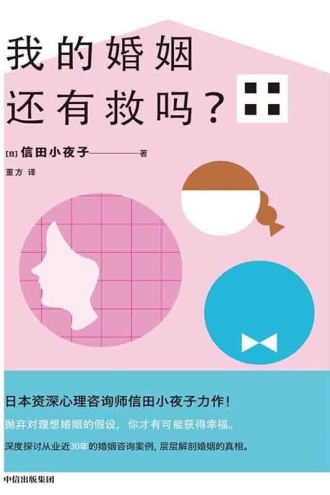 我的婚姻
还有救吗？
［日］信田小夜子 著
董方 译
日本资深心理咨询师信田小夜子力作！
抛弃对理想婚姻的假设，你才有可能获得幸福。
深度探讨从业近30年的婚姻咨询案例，层层解剖婚姻的真相。
中信出版集团